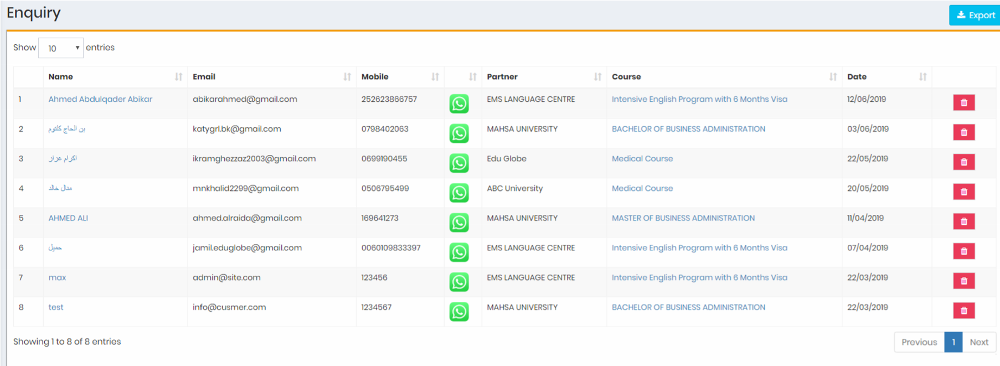 Enquiry
Export
Show 10 entries
Name Email Mobile Partner Course Date
1 Ahmed Abdulqader Abikar abikarahmed@gmail.com 252623866757 EMS LANGUAGE CENTRE Intensive English Program with 6 Months Visa 12/06/2019
2 بن الحاج كلثوم katygrl.bk@gmail.com 0798402063 MAHSA UNIVERSITY BACHELOR OF BUSINESS ADMINISTRATION 03/06/2019
3 اكرام غزاز ikramghezzaz2003@gmail.com 0699190455 Edu Globe Medical Course 22/05/2019
4 منال خالد mnkhalid2299@gmail.com 0506795499 ABC University Medical Course 20/05/2019
5 AHMED ALI ahmed.alraida@gmail.com 169641273 MAHSA UNIVERSITY MASTER OF BUSINESS ADMINISTRATION 11/04/2019
6 جميل jamil.eduglobe@gmail.com 0060109833397 EMS LANGUAGE CENTRE Intensive English Program with 6 Months Visa 07/04/2019
7 max admin@site.com 123456 EMS LANGUAGE CENTRE Intensive English Program with 6 Months Visa 22/03/2019
8 test info@cusmer.com 1234567 MAHSA UNIVERSITY BACHELOR OF BUSINESS ADMINISTRATION 22/03/2019
Showing 1 to 8 of 8 entries
Previous 1 Next